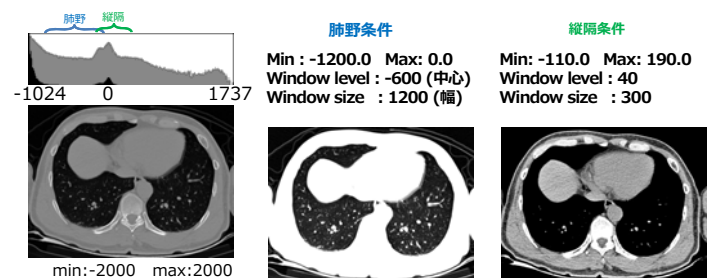 肺野 縦隔
-1024 0 1737
min:-2000 max:2000
肺野条件
Min : -1200.0 Max: 0.0
Window level : -600 (中心)
Window size : 1200 (幅)
縦隔条件
Min: -110.0 Max: 190.0
Window level : 40
Window size : 300